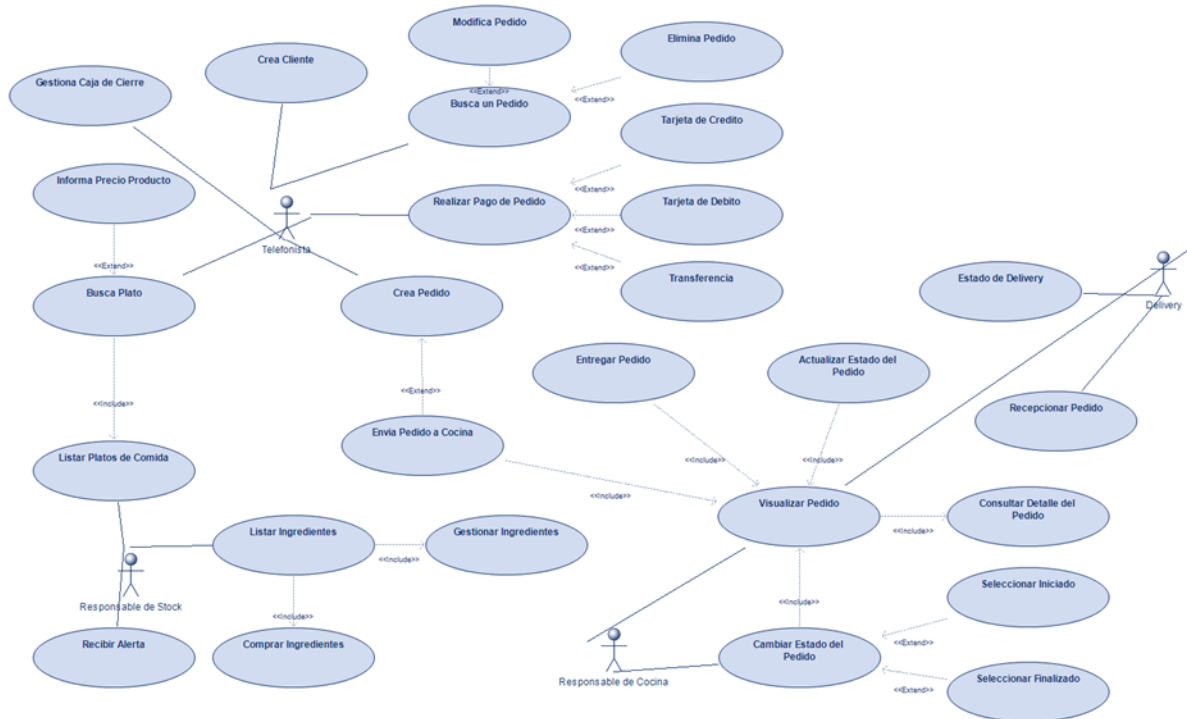 Modifica Pedido
Elimina Pedido
Crea Cliente
Gestiona Caja de Cierre
<<Extend>>
<<Extend>>
Busca un Pedido
Tarjeta de Credito
Informa Precio Producto
<<Extend>>
Realizar Pago de Pedido
Tarjeta de Debito
<<Extend>>
Telefonista
<<Extend>>
<<Extend>>
Transferencia
Estado de Delivery
Busca Plato
Crea Pedido
Delivery
Entregar Pedido
Actualizar Estado del
Pedido
<<Extend>>
<<Include>>
Recepcionar Pedido
Envia Pedido a Cocina
Listar Platos de Comida
<<Include>>
<<Include>>
<<Include>>
Visualizar Pedido
Consultar Detalle del
Pedido
<<Include>>
Listar Ingredientes
Gestionar Ingredientes
<<Include>>
Seleccionar Iniciado
<<Include>>
Responsable de Stock
<<Include>>
Recibir Alerta
Comprar Ingredientes
Cambiar Estado del
Pedido
<<Extend>>
Responsable de Cocina
Seleccionar Finalizado
<<Extend>>